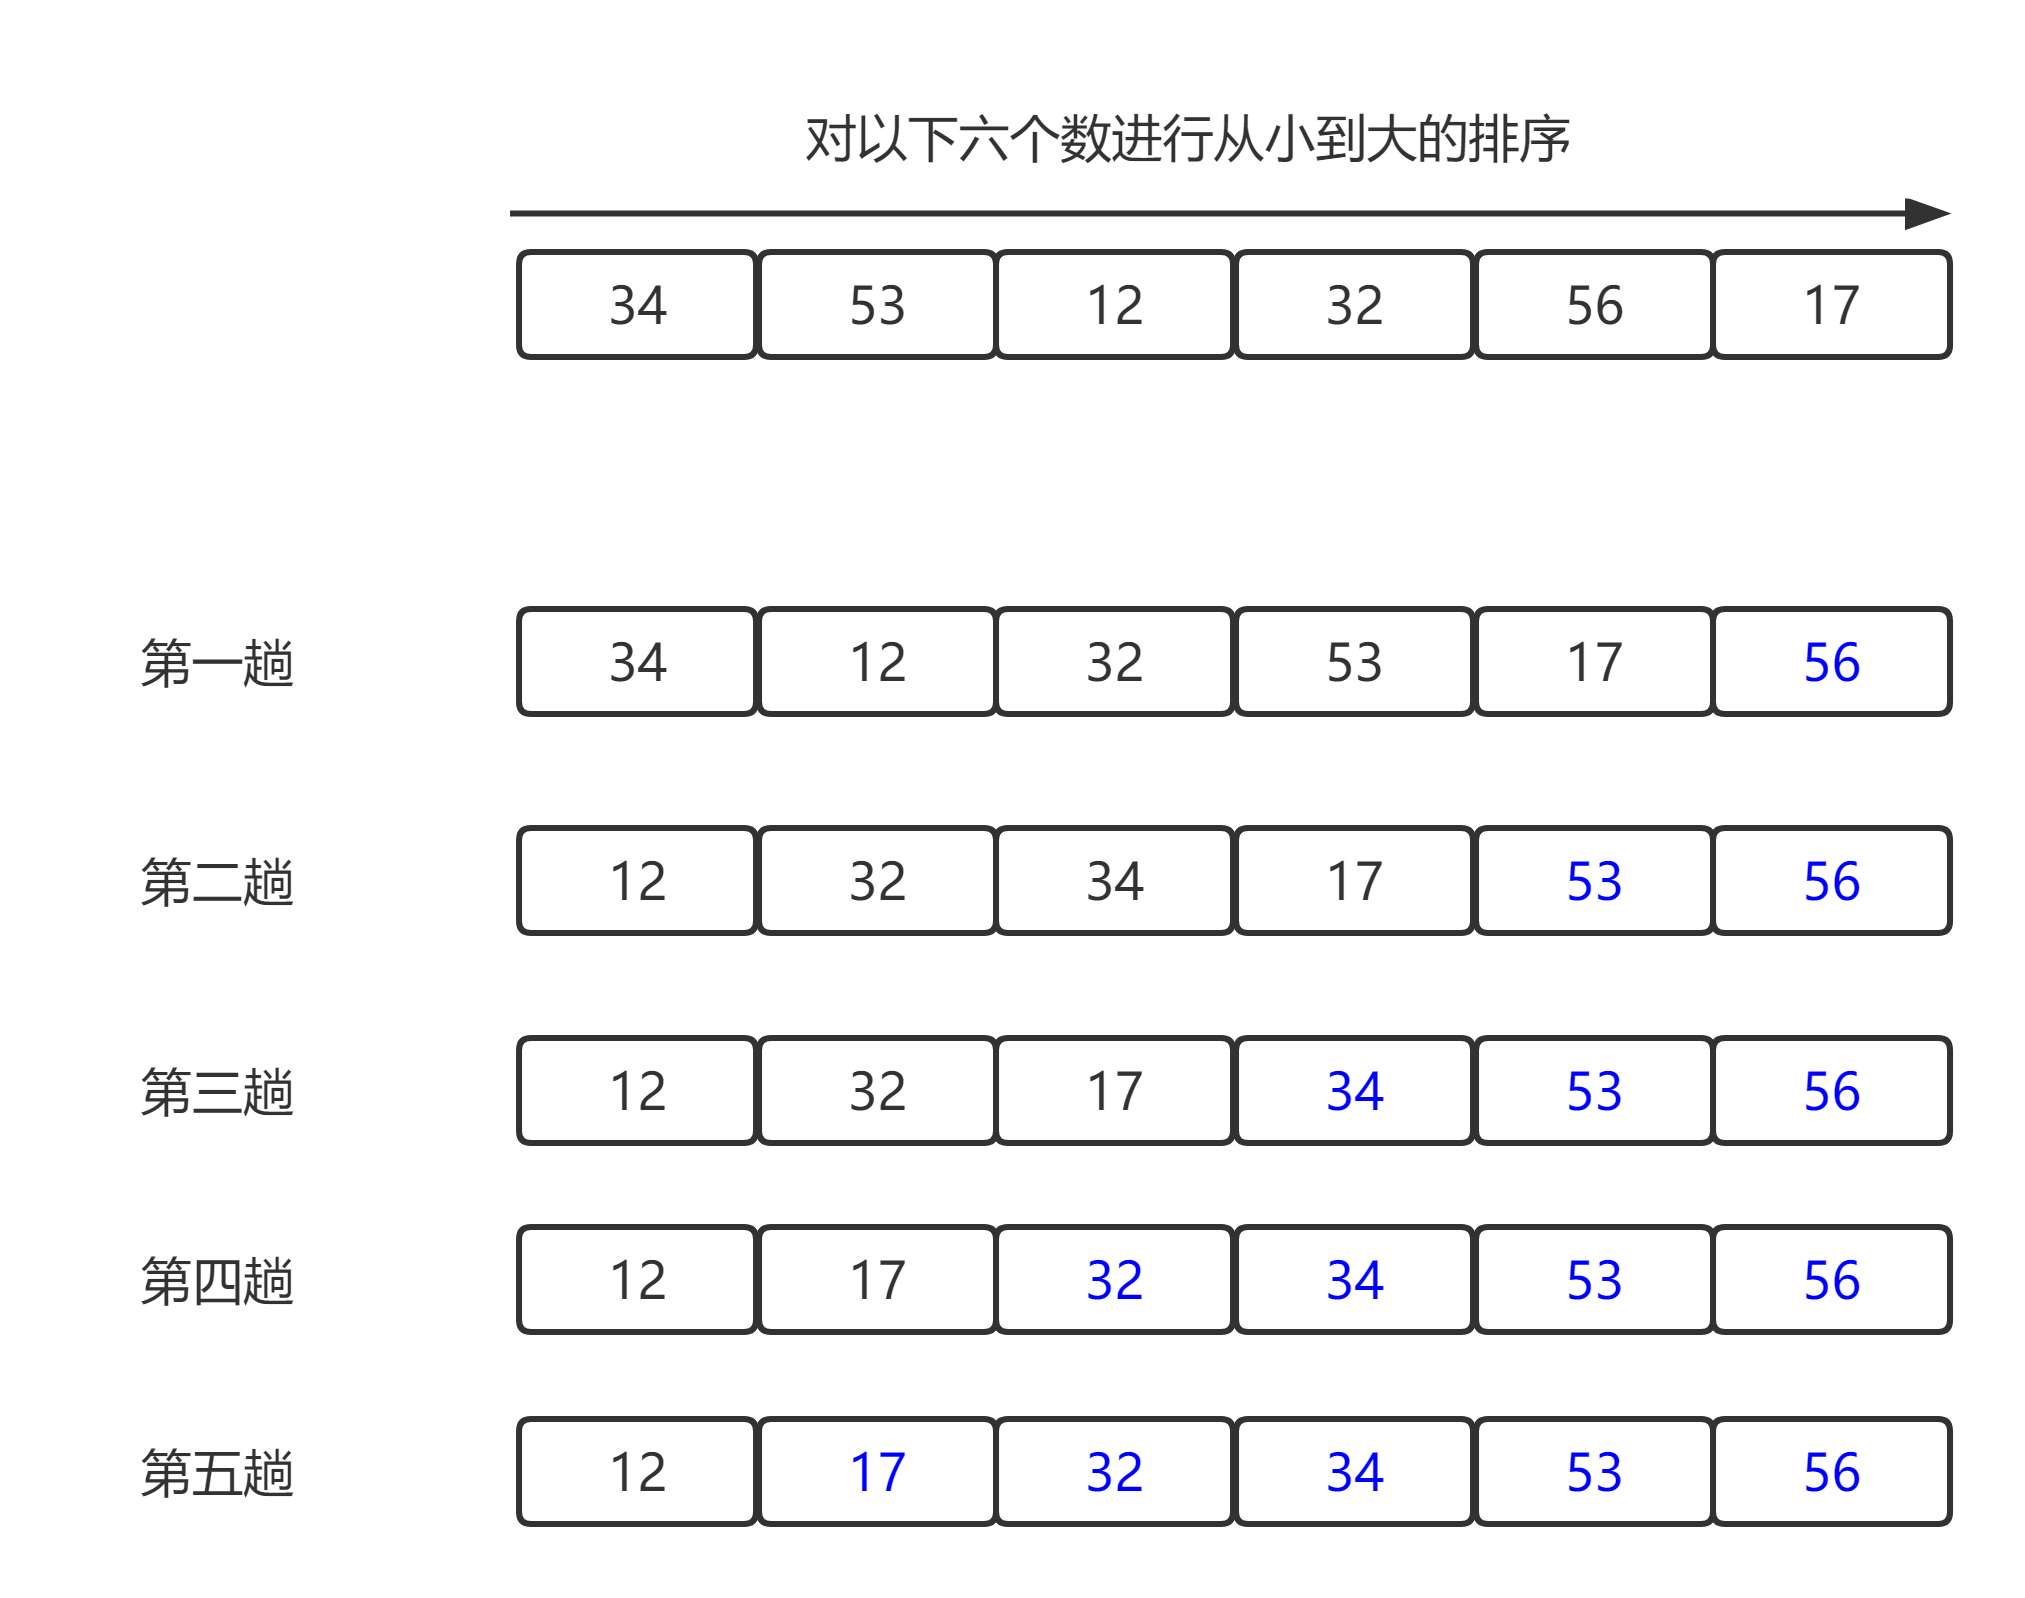 对以下六个数进行从小到大的排序
34 53 12 32 56 17
第一趟 34 12 32 53 17 56
第二趟 12 32 34 17 53 56
第三趟 12 32 17 34 53 56
第四趟 12 17 32 34 53 56
第五趟 12 17 32 34 53 56